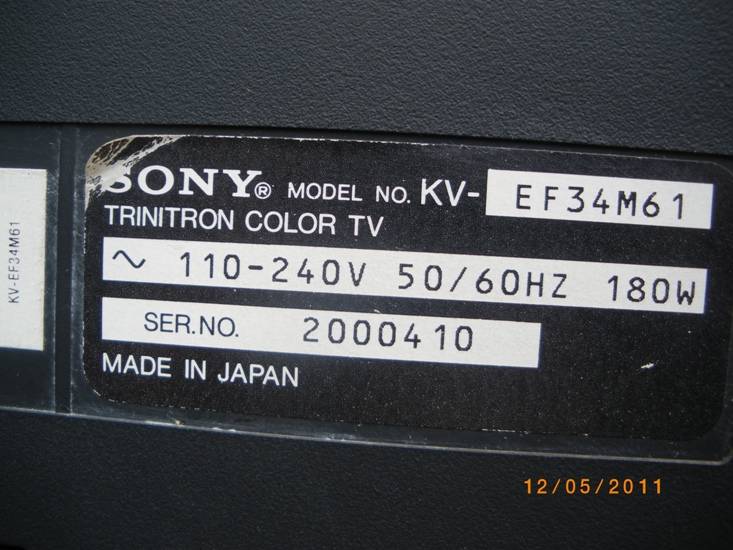 KV-EF34M61
SONY® MODEL NO. KV- EF34M61
TRINITRON COLOR TV
~ 110-240V 50/60HZ 180W
SER.NO. 2000410
MADE IN JAPAN
12/05/2011